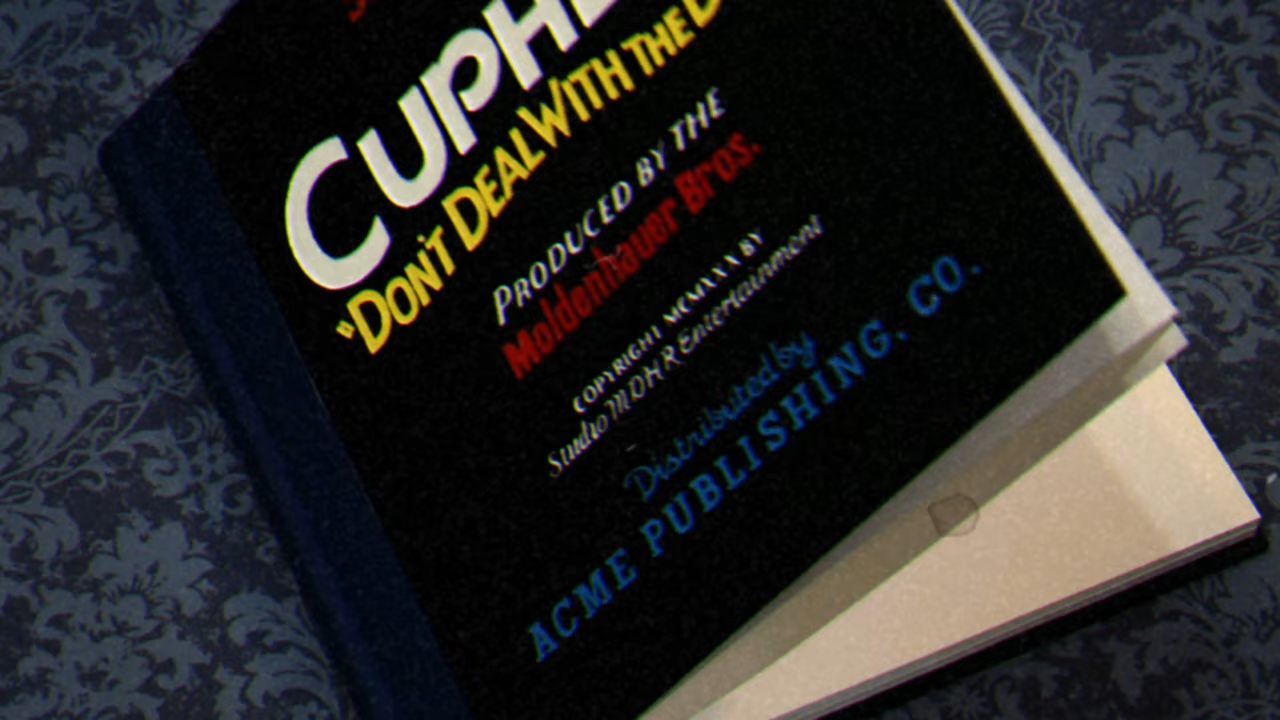 CUPHE
"DON'T DEAL WITH THE D
PRODUCED BY THE
Moldenhauer Bros.
COPYRIGHT MCMXXX BY
Studio MDHR Entertainment
Distributed by
ACME PUBLISHING. CO.